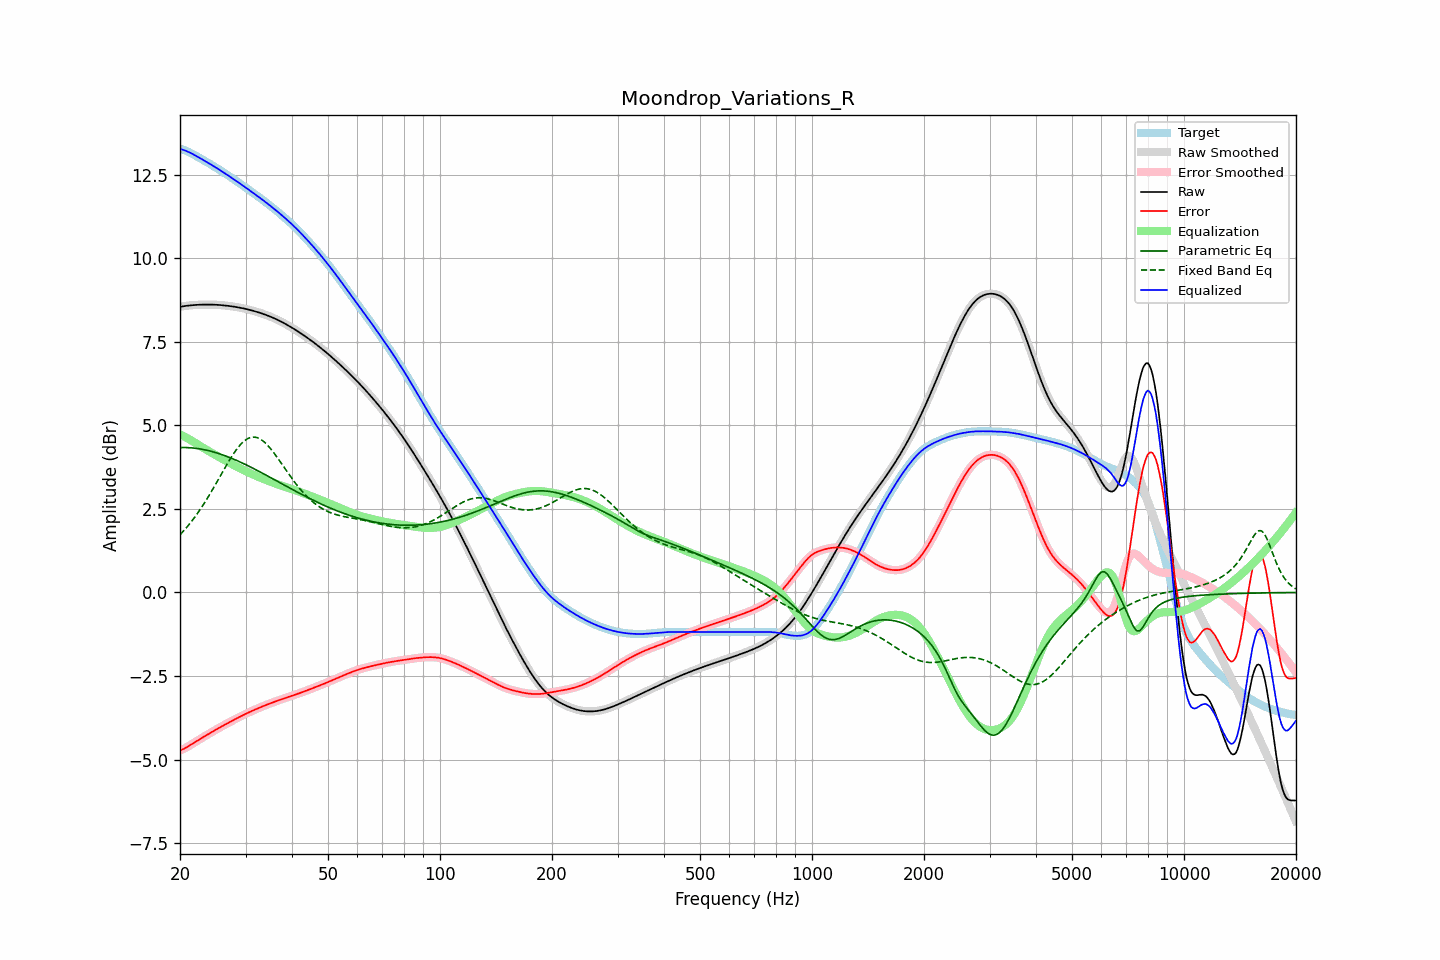 Moondrop_Variations_R
Target
Raw Smoothed
Error Smoothed
Raw
Error
Equalization
Parametric Eq
Fixed Band Eq
Equalized
12.5
10.0
7.5
5.0
2.5
0.0
−2.5
−5.0
−7.5
Amplitude (dBr)
20 50 100 200 500 1000 2000 5000 10000 20000
Frequency (Hz)